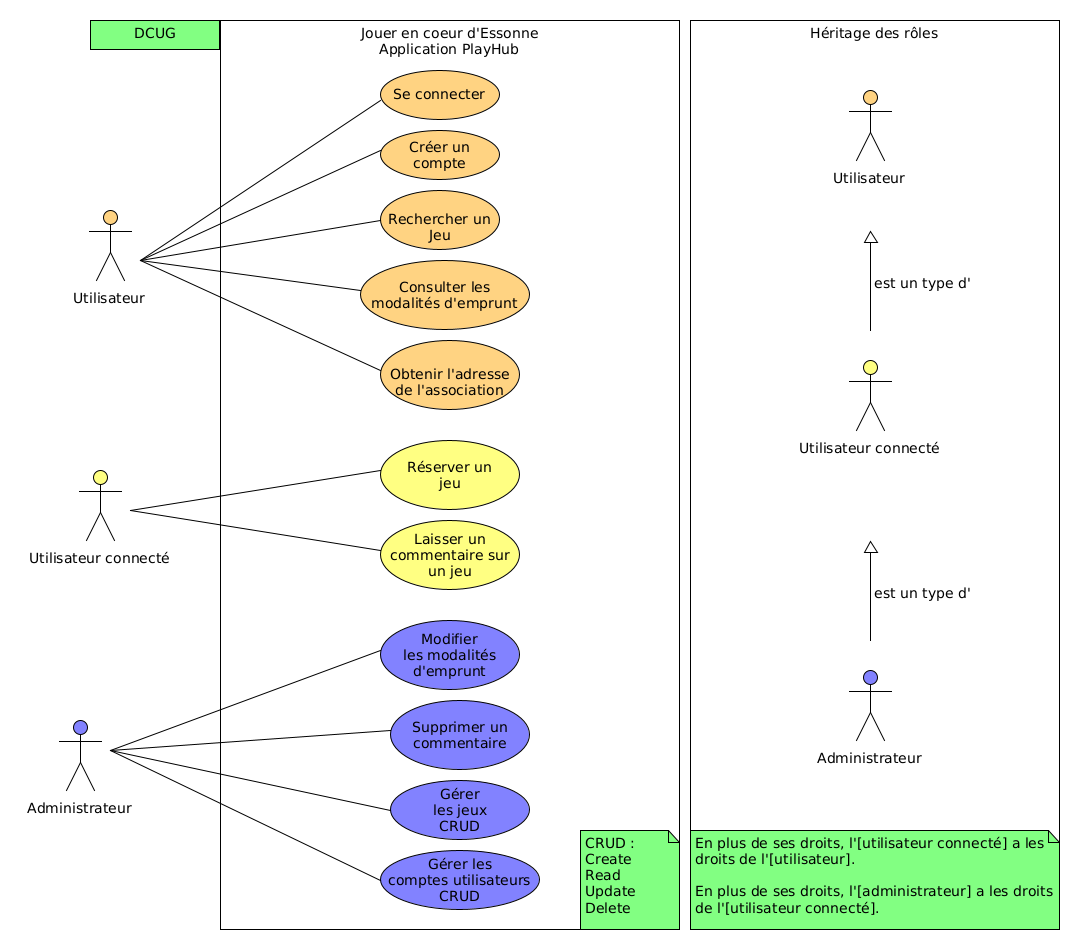 DCUG
Jouer en coeur d'Essonne
Application PlayHub
Se connecter
Créer un
compte
Rechercher un
Jeu
Consulter les
modalités d'emprunt
Obtenir l'adresse
de l'association
Utilisateur
Réserver un
jeu
Laisser un
commentaire sur
un jeu
Utilisateur connecté
Modifier
les modalités
d'emprunt
Supprimer un
commentaire
Gérer
les jeux
CRUD
Gérer les
comptes utilisateurs
CRUD
Administrateur
CRUD :
Create
Read
Update
Delete
Héritage des rôles
Utilisateur
est un type d'
Utilisateur connecté
est un type d'
Administrateur
En plus de ses droits, l'[utilisateur connecté] a les
droits de l'[utilisateur].
En plus de ses droits, l'[administrateur] a les droits
de l'[utilisateur connecté].